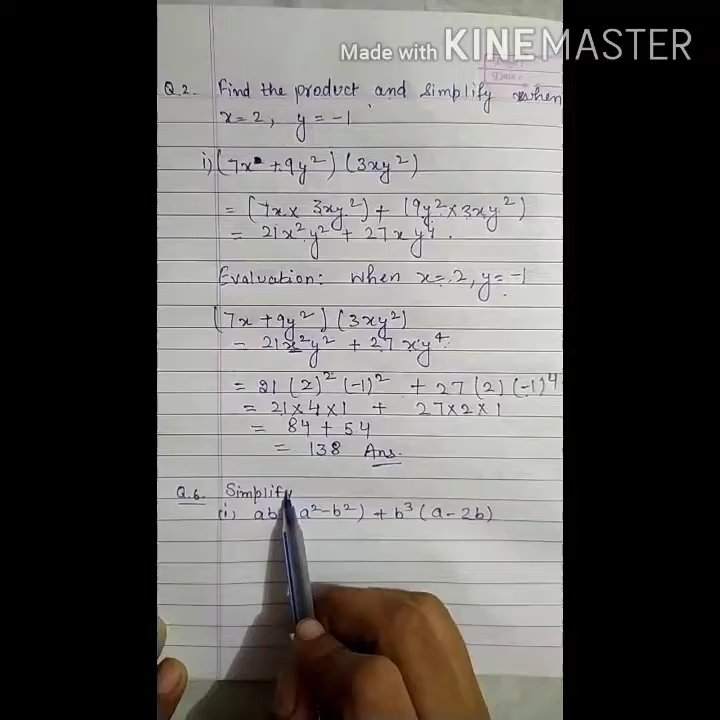 Made with KINEMASTER
Q.2. Find the product and simplify when
x=2, y=-1
i) (7x + 9y²) (3xy²)
= (7x × 3xy²) + (9y² × 3xy²)
= 21x²y² + 27xy⁴.
Evaluation: when x=2, y=-1
(7x + 9y²) (3xy²)
= 21x²y² + 27xy⁴
= 21 (2)² (-1)² + 27 (2) (-1)⁴
= 21×4×1 + 27×2×1
= 84 + 54
= 138 Ans.
Q.6. Simplify
(i) ab a²-b²) + b³ (a-2b)